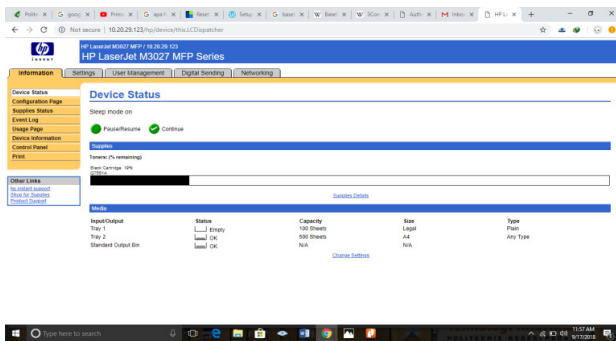 Not secure | 10.20.29.123/hp/device/this.LCDispatcher
HP LaserJet M3027 MFP / 10.20.29.123
HP LaserJet M3027 MFP Series
invent
Information
Settings
User Management
Digital Sending
Networking
Device Status
Configuration Page
Supplies Status
Event Log
Usage Page
Device Information
Control Panel
Print
Other Links
hp instant support
Shop for Supplies
Product Support
Device Status
Sleep mode on
Pause/Resume
Continue
Supplies
Toners: (% remaining)
Black Cartridge
Supplies Details
Media
Input/Output Status Capacity Size Type
Tray 1 Empty 100 Sheets Legal Plain
Tray 2 OK 500 Sheets A4 Any Type
Standard Output Bin OK N/A N/A
Change Settings
Type here to search
11:57 AM
9/17/2018